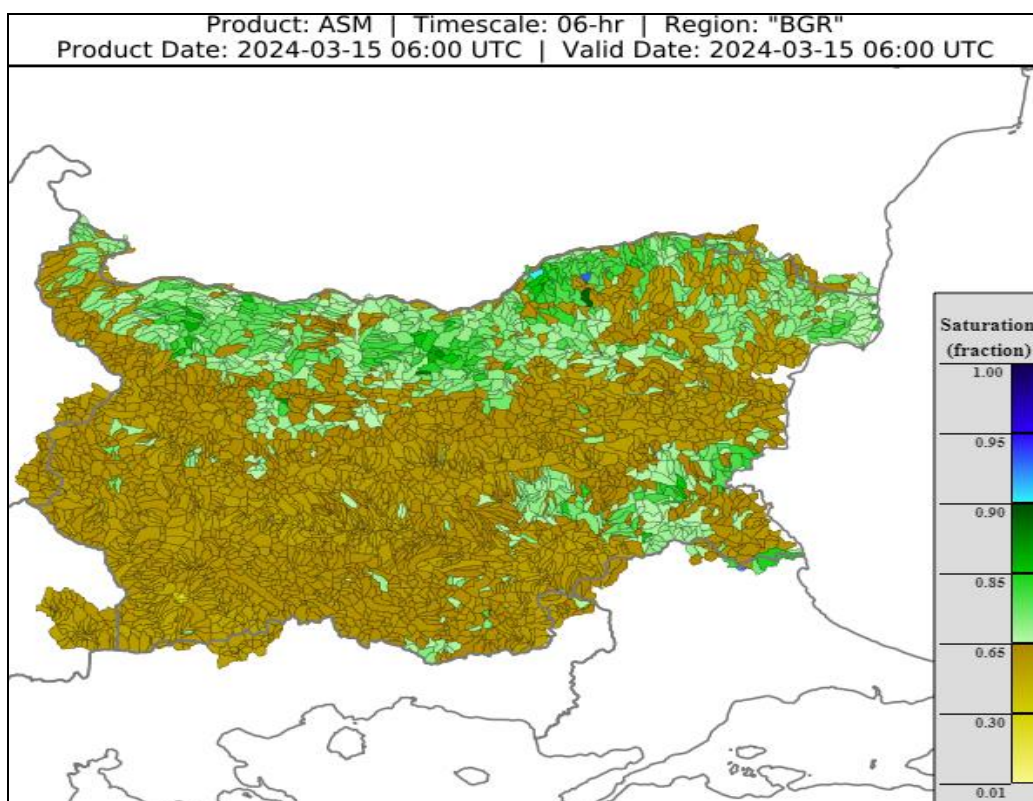 Product: ASM | Timescale: 06-hr | Region: "BGR"
Product Date: 2024-03-15 06:00 UTC | Valid Date: 2024-03-15 06:00 UTC
Saturation
(fraction)
1.00
0.95
0.90
0.85
0.65
0.30
0.01